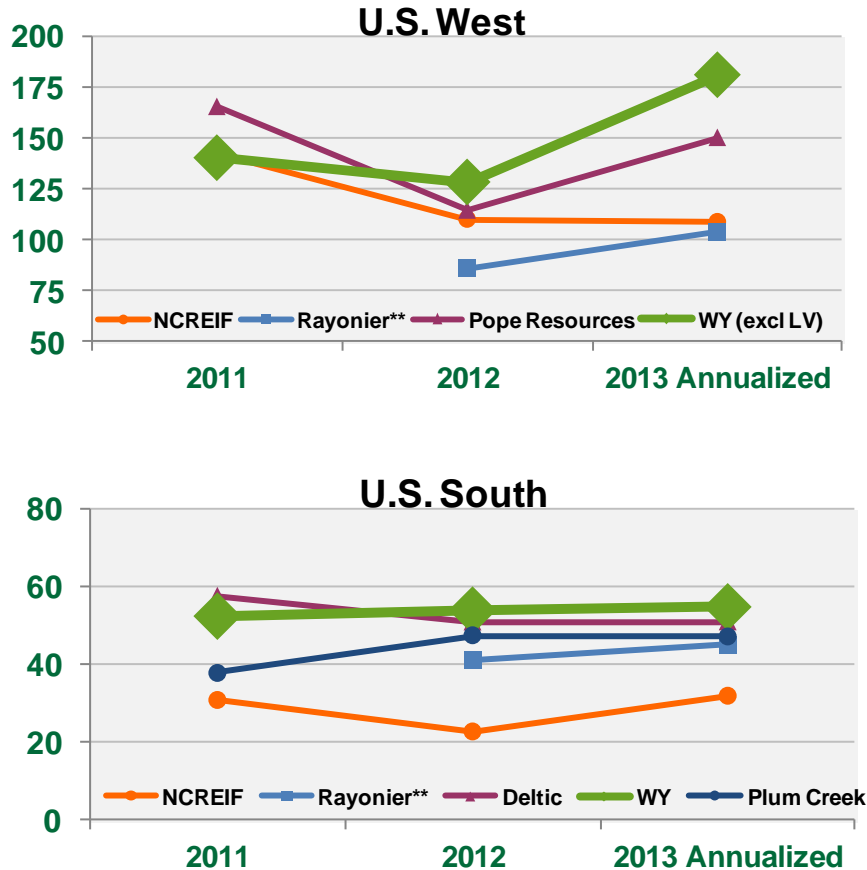 U.S. West
200
175
150
125
100
75
50
NCREIF Rayonier** Pope Resources WY (excl LV)
2011 2012 2013 Annualized
U.S. South
80
60
40
20
0
NCREIF Rayonier** Deltic WY Plum Creek
2011 2012 2013 Annualized